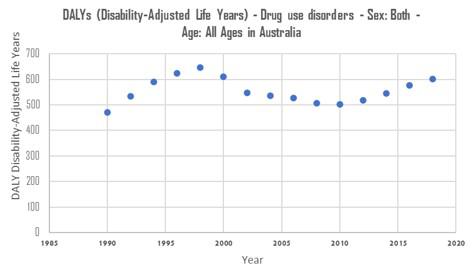 DALYs (Disability-Adjusted Life Years) - Drug use disorders - Sex: Both -
Age: All Ages in Australia
DALY Disability-Adjusted Life Years
700
600
500
400
300
200
100
0
1985 1990 1995 2000 2005 2010 2015 2020
Year